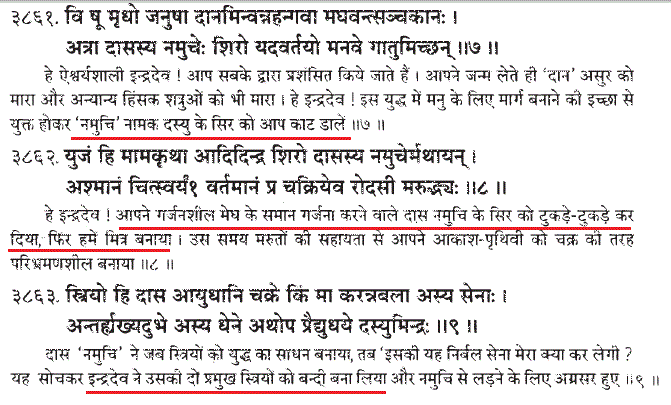 ३८६१. वि षू मृधो जनुषा दानमिन्वन्नहन्गवा मघवन्त्सञ्चकानः ।
अत्रा दासस्य नमुचेः शिरो यदवर्तयो मनवे गातुमिच्छन् ॥७॥
हे ऐश्वर्यशाली इन्द्रदेव ! आप सबके द्वारा प्रशंसित किये जाते हैं । आपने जन्म लेते ही 'दान' असुर को
मारा और अन्यान्य हिंसक शत्रुओं को भी मारा । हे इन्द्रदेव ! इस युद्ध में मनु के लिए मार्ग बनाने की इच्छा से
युक्त होकर 'नमुचि' नामक दस्यु के सिर को आप काट डालें ॥७॥
३८६२. युजं हि मामकृथा आदिदिन्द्र शिरो दासस्य नमुचेर्मथायन् ।
अश्मानं चित्स्वर्यं१ वर्तमानं प्र चक्रियेव रोदसी मरुद्भ्यः ॥८॥
हे इन्द्रदेव ! आपने गर्जनशील मेघ के समान गर्जना करने वाले दास नमुचि के सिर को टुकड़े-टुकड़े कर
दिया, फिर हमें मित्र बनाया । उस समय मरुतों की सहायता से आपने आकाश-पृथिवी को चक्र की तरह
परिभ्रमणशील बनाया ॥८॥
३८६३. स्त्रियो हि दास आयुधानि चक्रे किं मा करन्नबला अस्य सेनाः ।
अन्तर्ह्यख्यदुभे अस्य धेने अथोप प्रैद्युधये दस्युमिन्द्रः ॥९॥
दास 'नमुचि' ने जब स्त्रियों को युद्ध का साधन बनाया, तब 'इसकी यह निर्बल सेना मेरा क्या कर लेगी ?
यह सोचकर इन्द्रदेव ने उसकी दो प्रमुख स्त्रियों को बन्दी बना लिया और नमुचि से लड़ने के लिए अग्रसर हुए ॥९॥